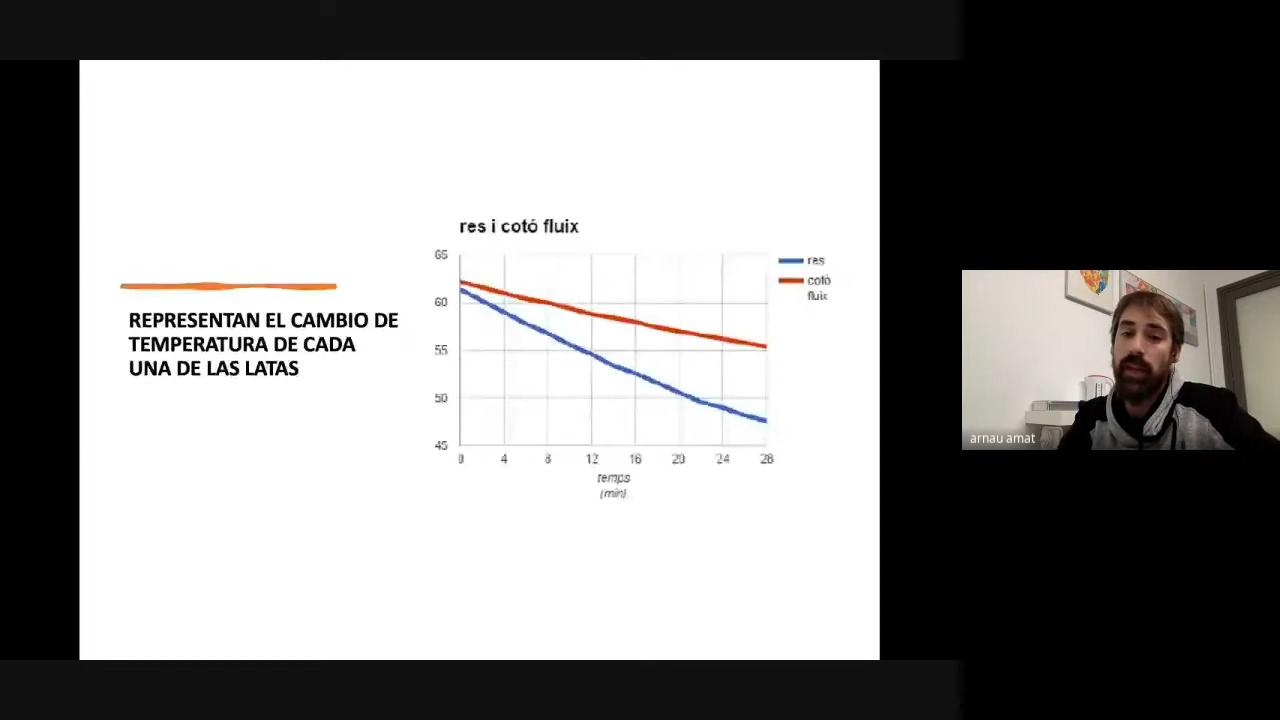 res i cotó fluix
65
60
55
50
45
0 4 8 12 16 20 24 28
temps
(min)
res
cotó
fluix
REPRESENTAN EL CAMBIO DE
TEMPERATURA DE CADA
UNA DE LAS LATAS
arnau amat